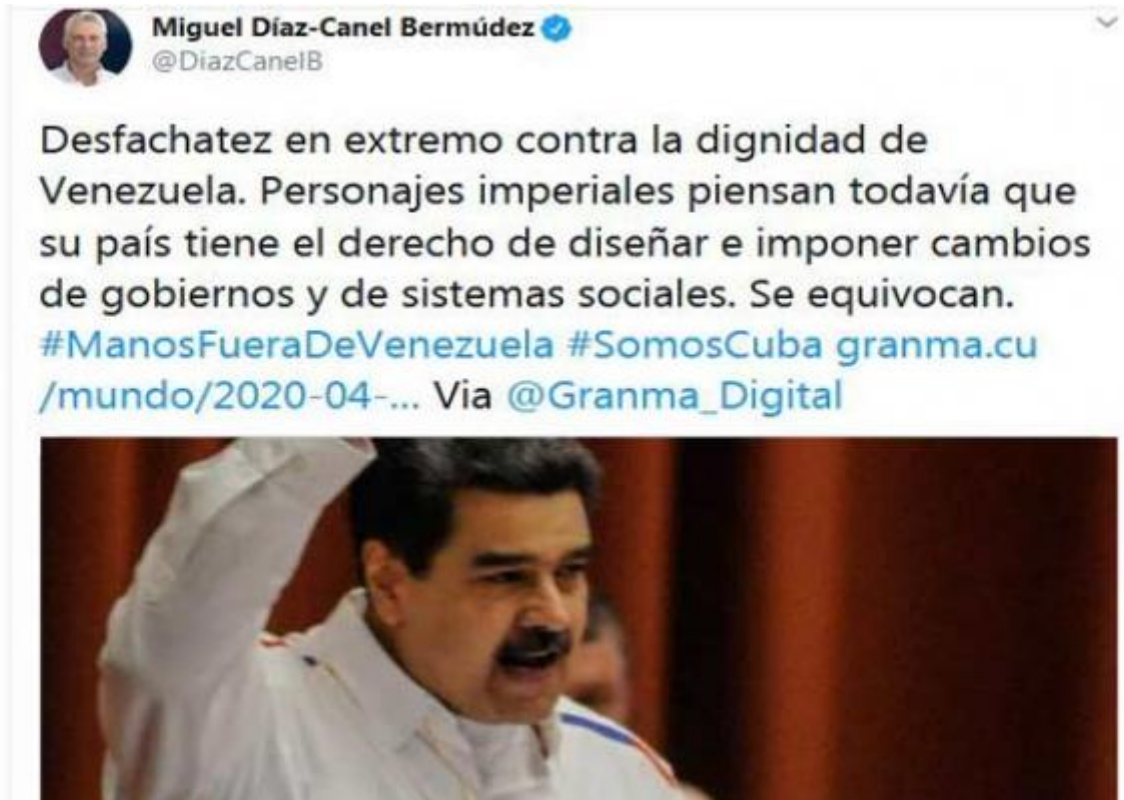 Miguel Díaz-Canel Bermúdez
@DiazCanelB
Desfachatez en extremo contra la dignidad de
Venezuela. Personajes imperiales piensan todavía que
su país tiene el derecho de diseñar e imponer cambios
de gobiernos y de sistemas sociales. Se equivocan.
#ManosFueraDeVenezuela #SomosCuba granma.cu
/mundo/2020-04-... Via @Granma_Digital